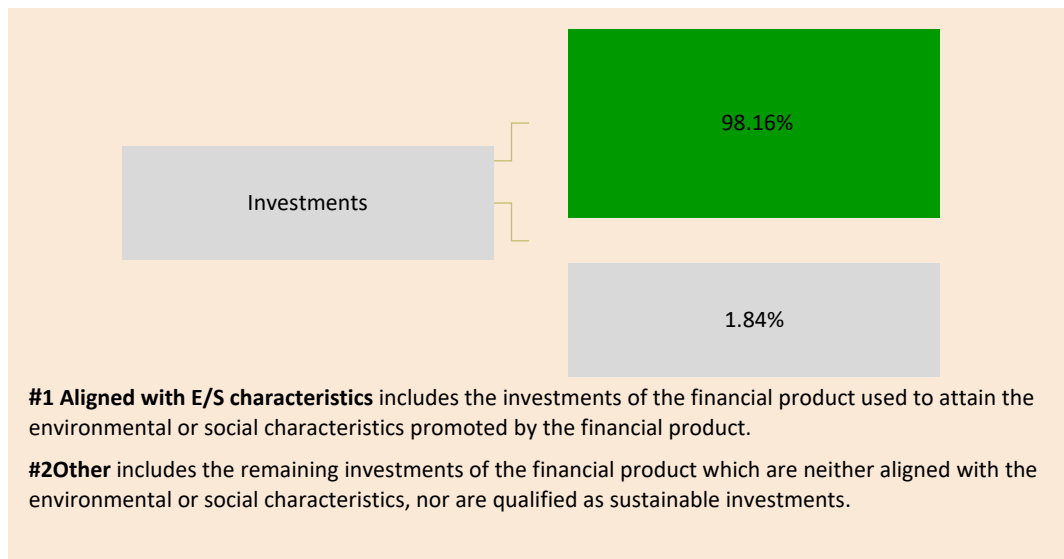 98.16%
Investments
1.84%
#1 Aligned with E/S characteristics includes the investments of the financial product used to attain the
environmental or social characteristics promoted by the financial product.
#2Other includes the remaining investments of the financial product which are neither aligned with the
environmental or social characteristics, nor are qualified as sustainable investments.